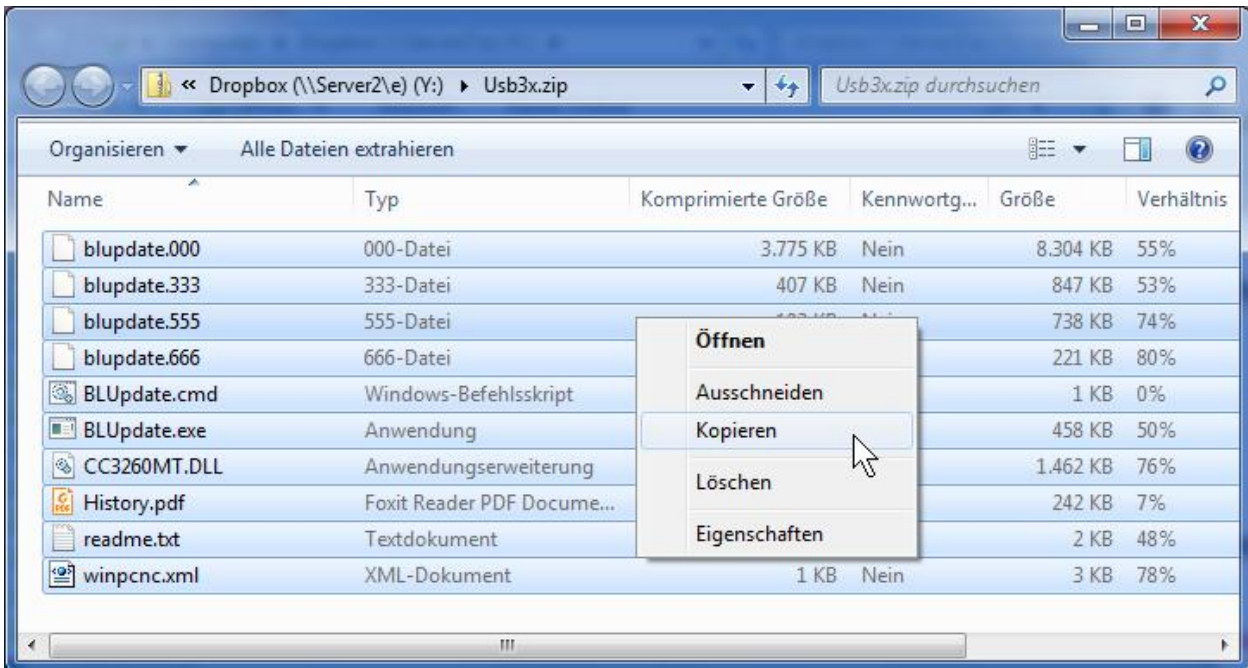 « Dropbox (\\Server2\e) (Y:) ▸ Usb3x.zip Usb3x.zip durchsuchen
Organisieren Alle Dateien extrahieren
Name Typ Komprimierte Größe Kennwortg... Größe Verhältnis
blupdate.000 000-Datei 3.775 KB Nein 8.304 KB 55%
blupdate.333 333-Datei 407 KB Nein 847 KB 53%
blupdate.555 555-Datei 738 KB 74%
blupdate.666 666-Datei 221 KB 80%
BLUpdate.cmd Windows-Befehlsskript 1 KB 0%
BLUpdate.exe Anwendung 458 KB 50%
CC3260MT.DLL Anwendungserweiterung 1.462 KB 76%
History.pdf Foxit Reader PDF Docume... 242 KB 7%
readme.txt Textdokument 2 KB 48%
winpcnc.xml XML-Dokument 1 KB Nein 3 KB 78%
Öffnen
Ausschneiden
Kopieren
Löschen
Eigenschaften